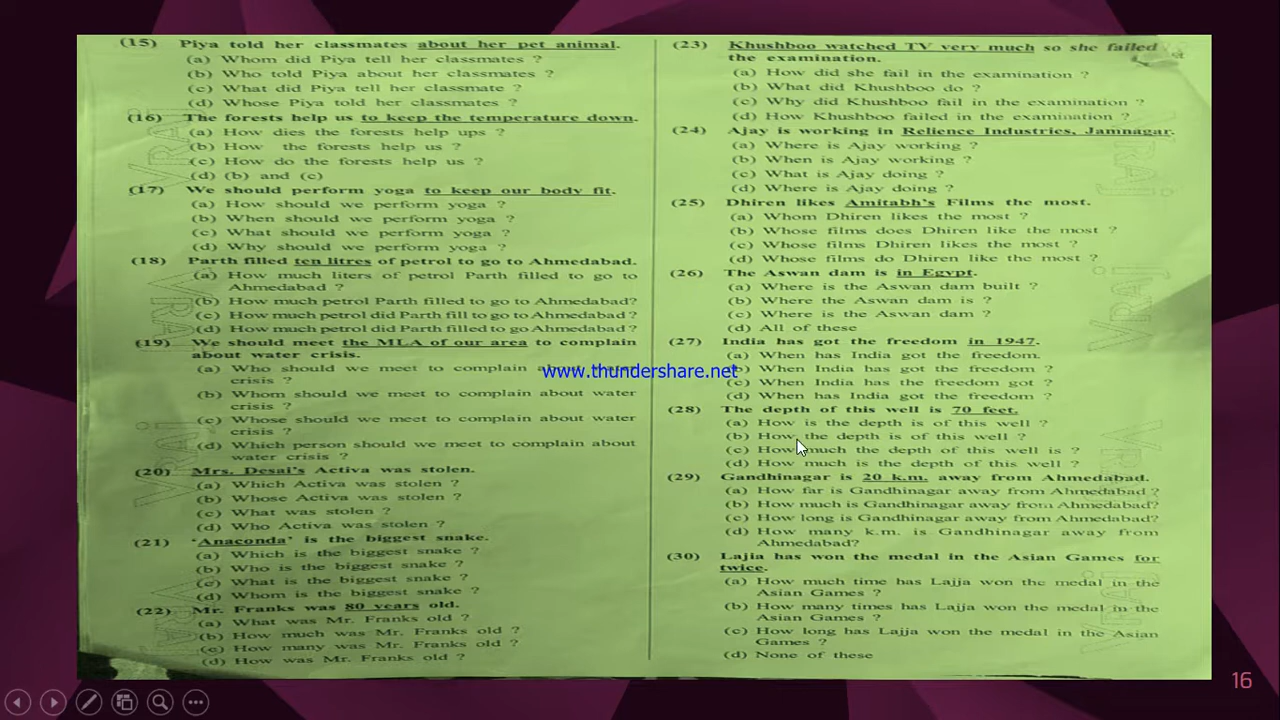 (15) Piya told her classmates about her pet animal.
(a) Whom did Piya tell her classmates ?
(b) Who told Piya about her classmates ?
(c) What did Piya tell her classmate ?
(d) Whose Piya told her classmates ?
(16) The forests help us to keep the temperature down.
(a) How dies the forests help ups ?
(b) How the forests help us ?
(c) How do the forests help us ?
(d) (b) and (c)
(17) We should perform yoga to keep our body fit.
(a) How should we perform yoga ?
(b) When should we perform yoga ?
(c) What should we perform yoga ?
(d) Why should we perform yoga ?
(18) Parth filled ten litres of petrol to go to Ahmedabad.
(a) How much liters of petrol Parth filled to go to
Ahmedabad ?
(b) How much petrol Parth filled to go to Ahmedabad?
(c) How much petrol did Parth fill to go to Ahmedabad ?
(d) How much petrol did Parth filled to go Ahmedabad ?
(19) We should meet the MLA of our area to complain
about water crisis.
(a) Who should we meet to complain about
crisis ?
(b) Whom should we meet to complain about water
crisis ?
(c) Whose should we meet to complain about water
crisis ?
(d) Which person should we meet to complain about
water crisis ?
(20) Mrs. Desai's Activa was stolen.
(a) Which Activa was stolen ?
(b) Whose Activa was stolen ?
(c) What was stolen ?
(d) Who Activa was stolen ?
(21) 'Anaconda' is the biggest snake.
(a) Which is the biggest snake ?
(b) Who is the biggest snake ?
(c) What is the biggest snake ?
(d) Whom is the biggest snake ?
(22) Mr. Franks was 80 years old.
(a) What was Mr. Franks old ?
(b) How much was Mr. Franks old ?
(c) How many was Mr. Franks old ?
(d) How was Mr. Franks old ?
(23) Khushboo watched TV very much so she failed
the examination.
(a) How did she fail in the examination ?
(b) What did Khushboo do ?
(c) Why did Khushboo fail in the examination ?
(d) How Khushboo failed in the examination ?
(24) Ajay is working in Relience Industries, Jamnagar.
(a) Where is Ajay working ?
(b) When is Ajay working ?
(c) What is Ajay doing ?
(d) Where is Ajay doing ?
(25) Dhiren likes Amitabh's Films the most.
(a) Whom Dhiren likes the most ?
(b) Whose films does Dhiren like the most ?
(c) Whose films Dhiren likes the most ?
(d) Whose films do Dhiren like the most ?
(26) The Aswan dam is in Egypt.
(a) Where is the Aswan dam built ?
(b) Where the Aswan dam is ?
(c) Where is the Aswan dam ?
(d) All of these
(27) India has got the freedom in 1947.
(a) When has India got the freedom.
(b) When India has got the freedom ?
(c) When India has the freedom got ?
(d) When has India got the freedom ?
(28) The depth of this well is 70 feet.
(a) How is the depth is of this well ?
(b) How the depth is of this well ?
(c) How much the depth of this well is ?
(d) How much is the depth of this well ?
(29) Gandhinagar is 20 k.m. away from Ahmedabad.
(a) How far is Gandhinagar away from Ahmedabad ?
(b) How much is Gandhinagar away from Ahmedabad?
(c) How long is Gandhinagar away from Ahmedabad?
(d) How many k.m. is Gandhinagar away from
Ahmedabad?
(30) Lajja has won the medal in the Asian Games for
twice.
(a) How much time has Lajja won the medal in the
Asian Games ?
(b) How many times has Lajja won the medal in the
Asian Games ?
(c) How long has Lajja won the medal in the Asian
Games ?
(d) None of these
www.thundershare.net
16